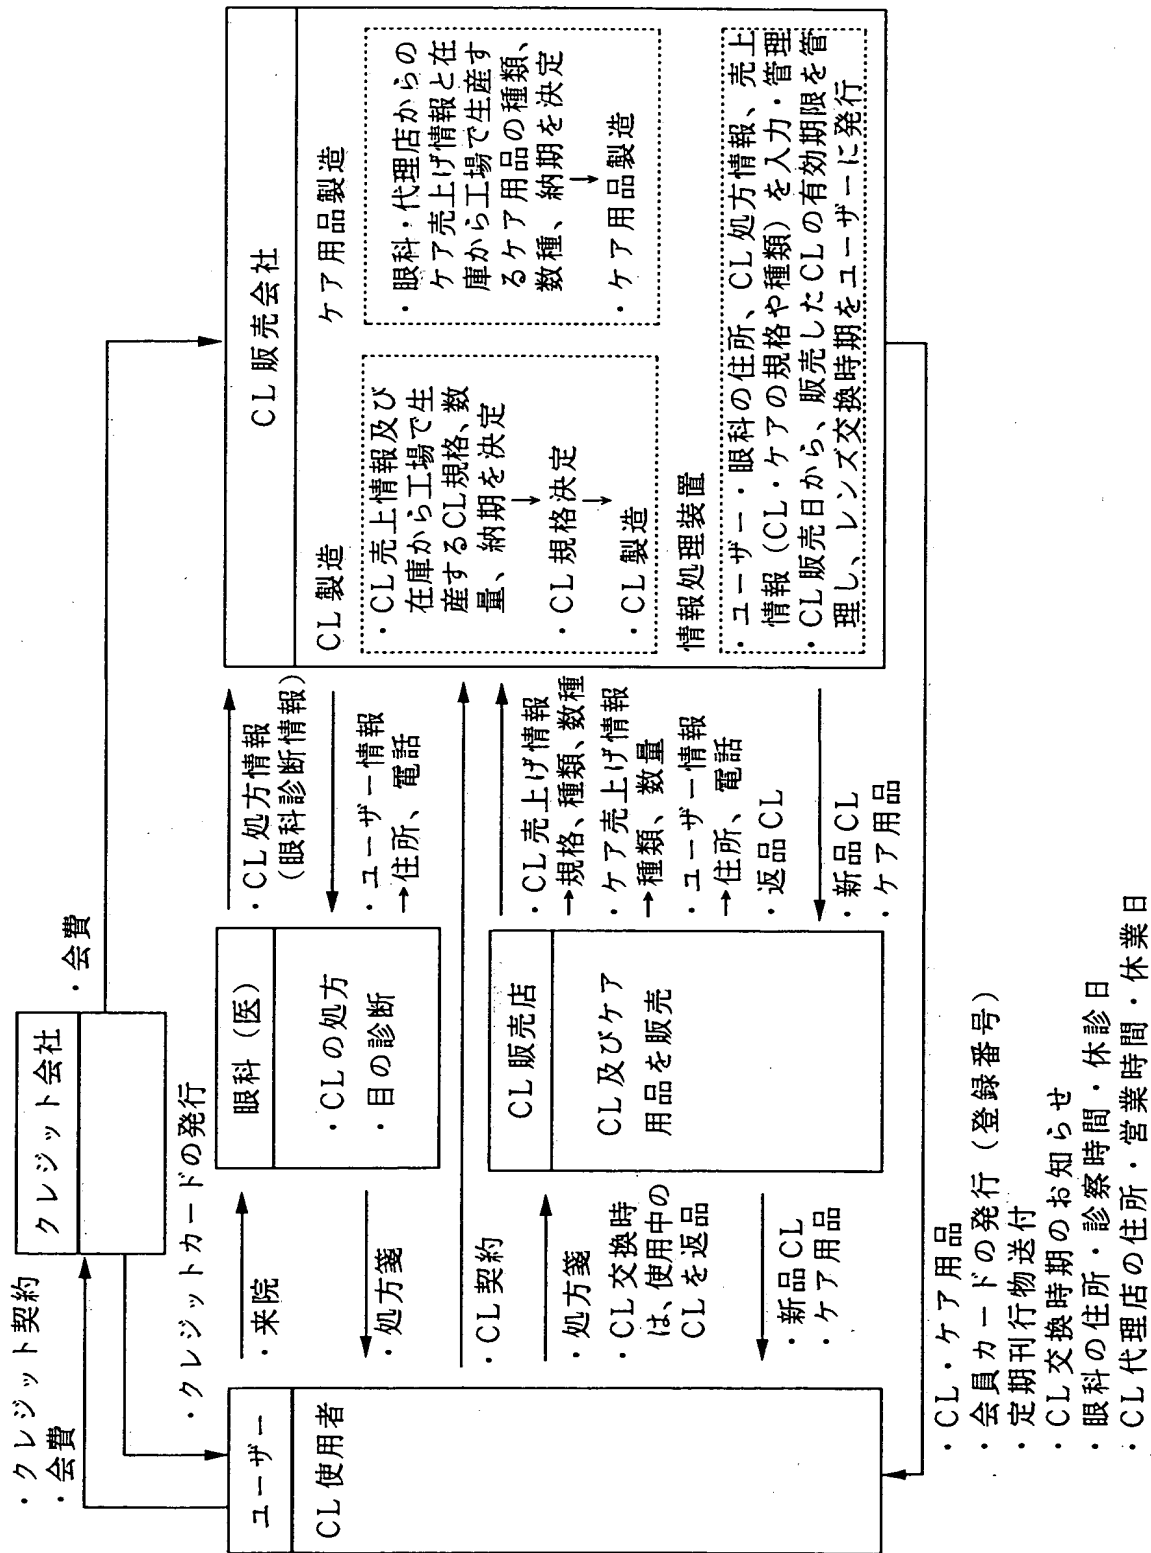 ・クレジット契約
・会費
クレジット会社
・会費
・クレジットカードの発行
ユーザー
CL使用者
・来院
・処方箋
眼科（医）
・CLの処方
・目の診断
・CL処方情報
（眼科診断情報）
・ユーザー情報
→住所、電話
・CL契約
・処方箋
・CL交換時
は、使用中の
CLを返品
・新品CL
・ケア用品
CL販売店
CL及びケア
用品を販売
・CL売上げ情報
→規格、種類、数種
・ケア売上げ情報
→種類、数量
・ユーザー情報
→住所、電話
・返品CL
・新品CL
・ケア用品
CL販売会社
CL製造
・CL売上情報及び
在庫から工場で生
産するCL規格、数
量、納期を決定
↓
・CL規格決定
↓
・CL製造
ケア用品製造
・眼科・代理店からの
ケア売上げ情報と在
庫から工場で生産す
るケア用品の種類、
数種、納期を決定
↓
・ケア用品製造
情報処理装置
・ユーザー・眼科の住所、CL処方情報、売上
情報（CL・ケアの規格や種類）を入力・管理
・CL販売日から、販売したCLの有効期限を管
理し、レンズ交換時期をユーザーに発行
・CL・ケア用品
・会員カードの発行（登録番号）
・定期刊行物送付
・CL交換時期のお知らせ
・眼科の住所・診察時間・休診日
・CL代理店の住所・営業時間・休業日